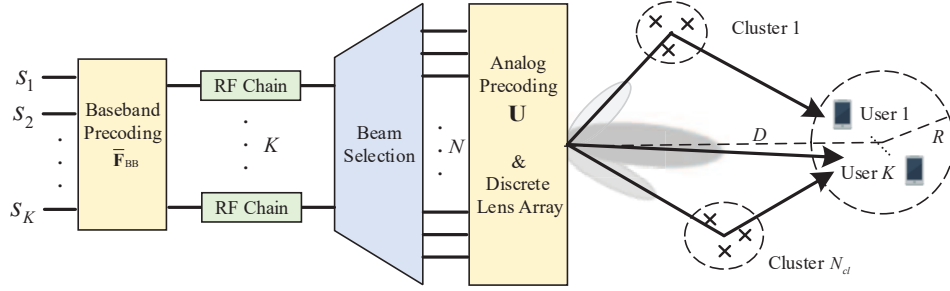 S1
S2
SK
Baseband
Precoding
F̅BB
RF Chain
K
RF Chain
Beam
Selection
N
Analog
Precoding
U
&
Discrete
Lens Array
Cluster 1
D
User 1
R
User K
Cluster Ncl